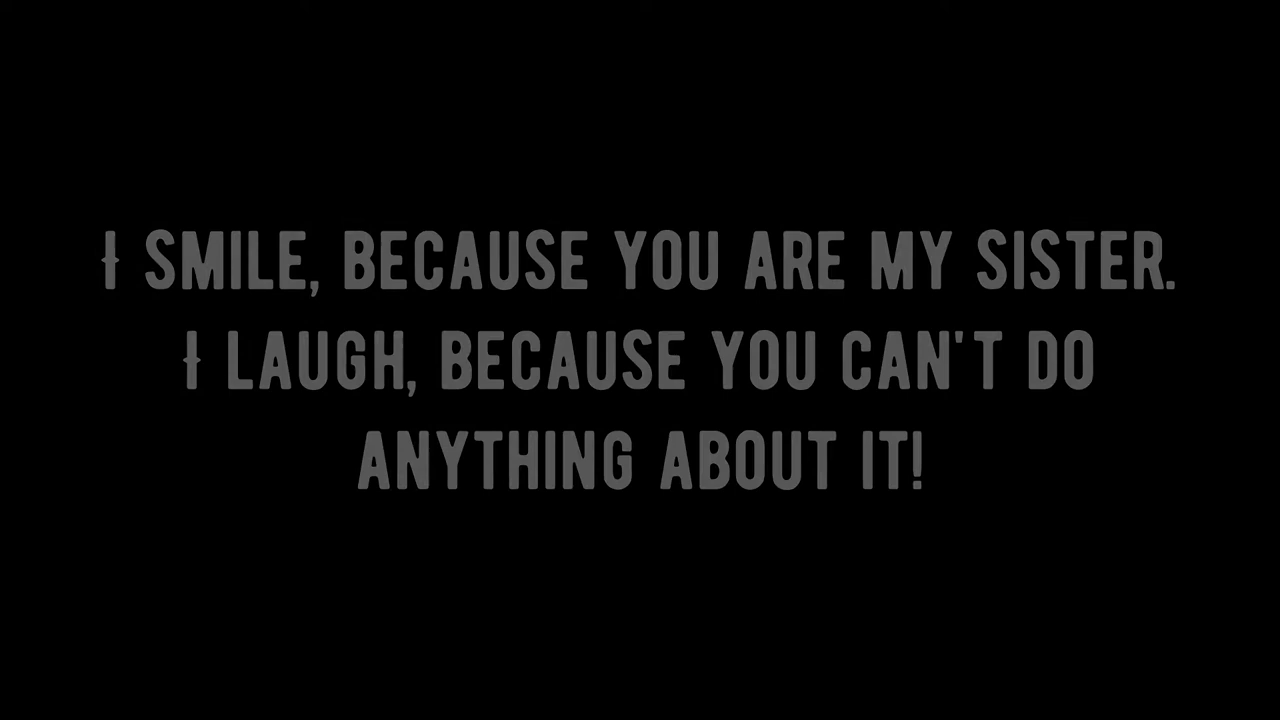 I SMILE, BECAUSE YOU ARE MY SISTER.
I LAUGH, BECAUSE YOU CAN'T DO
ANYTHING ABOUT IT!